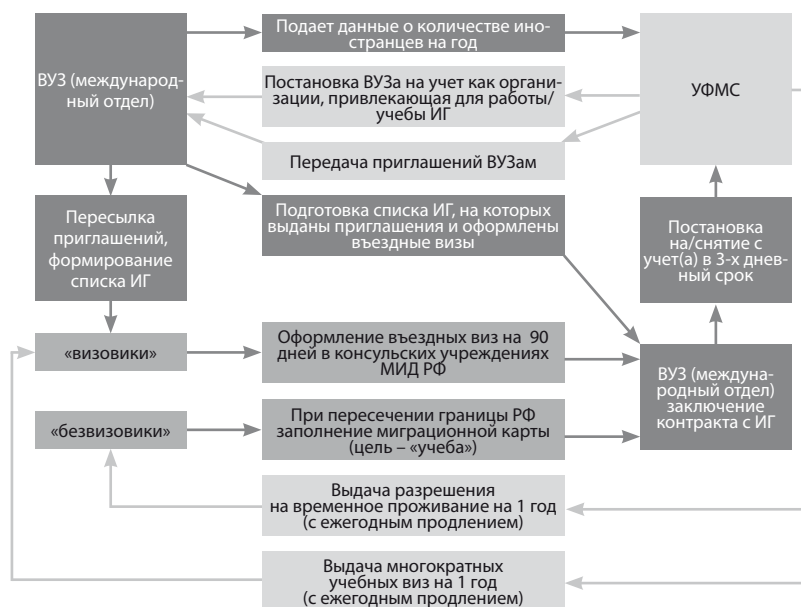 Подает данные о количестве ино-
странцев на год
ВУЗ (международ-
ный отдел)
Постановка ВУЗа на учет как органи-
зации, привлекающая для работы/
учебы ИГ
УФМС
Передача приглашений ВУЗам
Пересылка
приглашений,
формирование
списка ИГ
Подготовка списка ИГ, на которых
выданы приглашения и оформлены
въездные визы
Постановка
на/снятие с
учет(а) в 3-х днев-
ный срок
«визовики»
Оформление въездных виз на 90
дней в консульских учреждениях
МИД РФ
ВУЗ (междуна-
родный отдел)
заключение
контракта с ИГ
«безвизовики»
При пересечении границы РФ
заполнение миграционной карты
(цель – «учеба»)
Выдача разрешения
на временное проживание на 1 год
(с ежегодным продлением)
Выдача многократных
учебных виз на 1 год
(с ежегодным продлением)